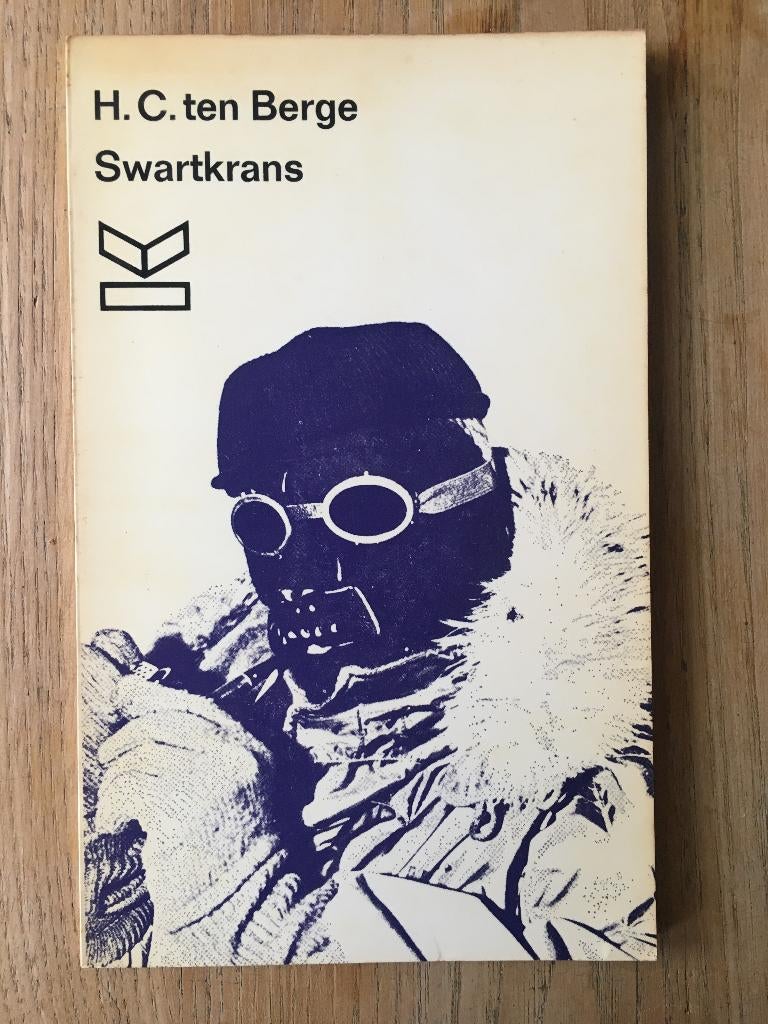 H. C. ten Berge
Swartkrans